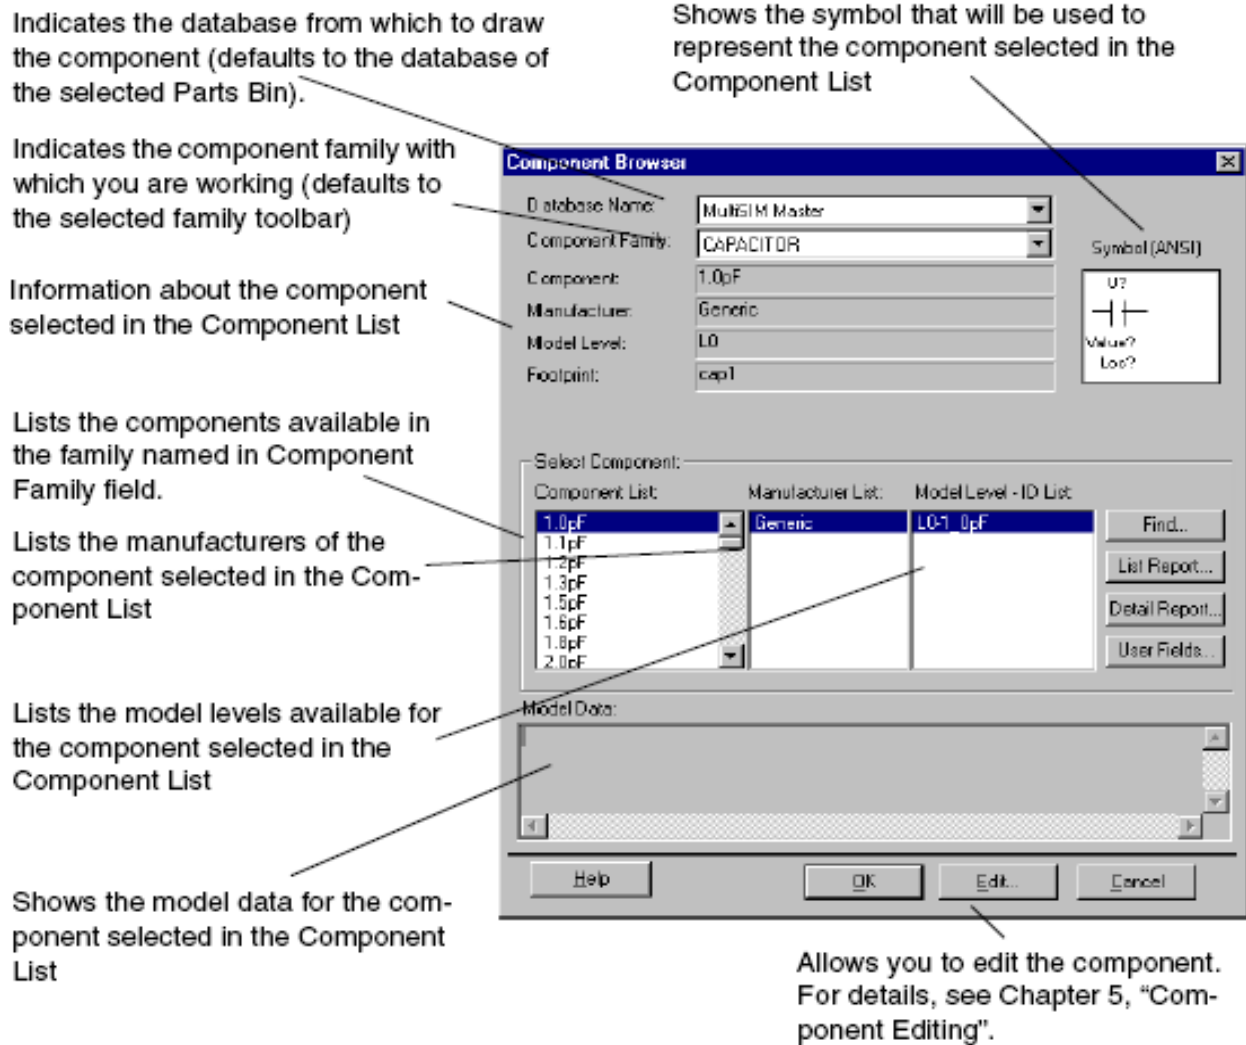 Indicates the database from which to draw
the component (defaults to the database of
the selected Parts Bin).
Shows the symbol that will be used to
represent the component selected in the
Component List
Indicates the component family with
which you are working (defaults to
the selected family toolbar)
Information about the component
selected in the Component List
Lists the components available in
the family named in Component
Family field.
Lists the manufacturers of the
component selected in the Com-
ponent List
Lists the model levels available for
the component selected in the
Component List
Shows the model data for the com-
ponent selected in the Component
List
Component Browser
Database Name: MultiSIM Master
Component Family: CAPACITOR
Component: 1.0pF
Manufacturer: Generic
Model Level: L0
Footprint: cap1
Symbol (ANSI)
U?
Value?
Loc?
Select Component:
Component List: Manufacturer List: Model Level - ID List:
1.0pF Generic L0-1_0pF
1.1pF
1.2pF
1.3pF
1.5pF
1.6pF
1.8pF
2.0pF
Find...
List Report...
Detail Report...
User Fields...
Model Data:
Help OK Edit... Cancel
Allows you to edit the component.
For details, see Chapter 5, “Com-
ponent Editing”.